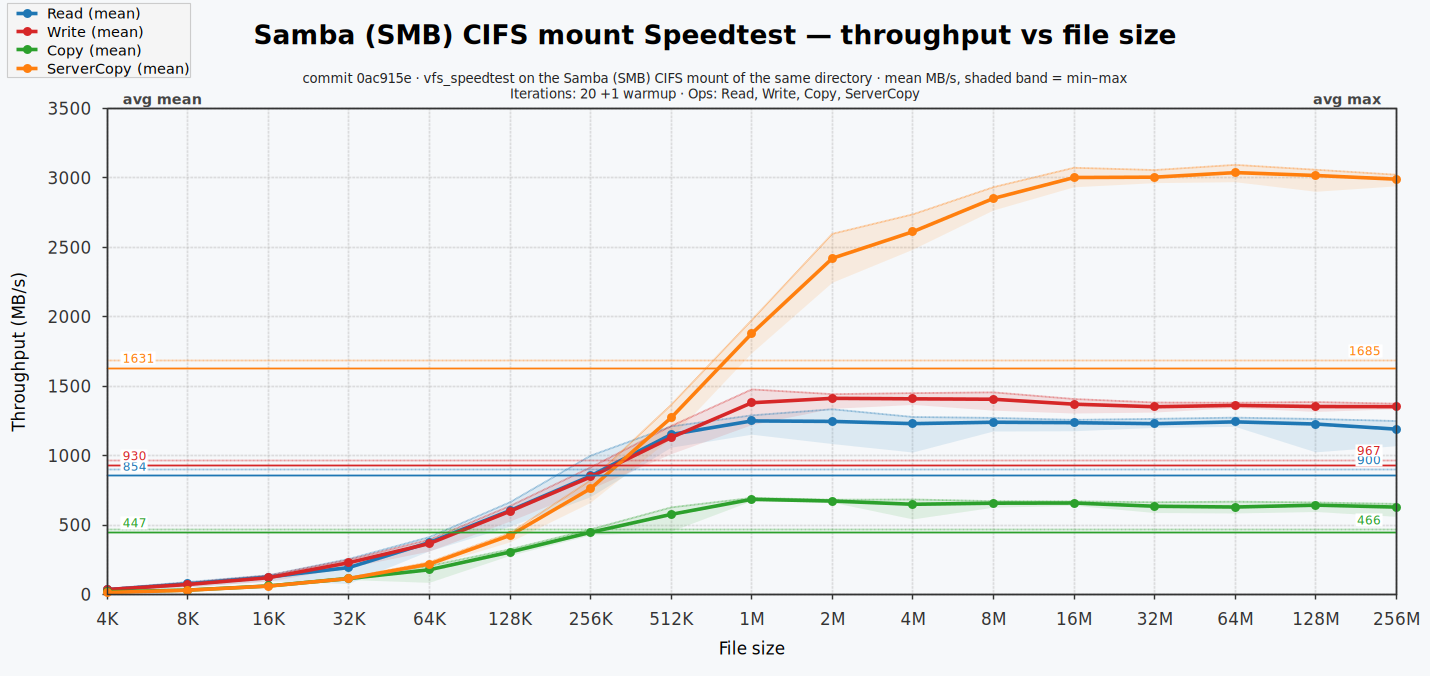 Read (mean)
Write (mean)
Copy (mean)
ServerCopy (mean)
Samba (SMB) CIFS mount Speedtest — throughput vs file size
commit 0ac915e · vfs_speedtest on the Samba (SMB) CIFS mount of the same directory · mean MB/s, shaded band = min–max
Iterations: 20 +1 warmup · Ops: Read, Write, Copy, ServerCopy
avg mean
avg max
3500
3000
2500
2000
1500
1000
500
0
Throughput (MB/s)
1631
1685
930
967
854
900
447
466
4K 8K 16K 32K 64K 128K 256K 512K 1M 2M 4M 8M 16M 32M 64M 128M 256M
File size